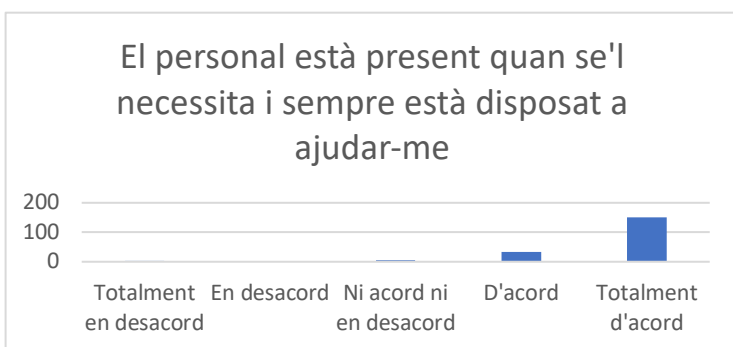 El personal està present quan se'l
necessita i sempre està disposat a
ajudar-me
200
100
0
Totalment
en desacord
En desacord
Ni acord ni
en desacord
D'acord
Totalment
d'acord